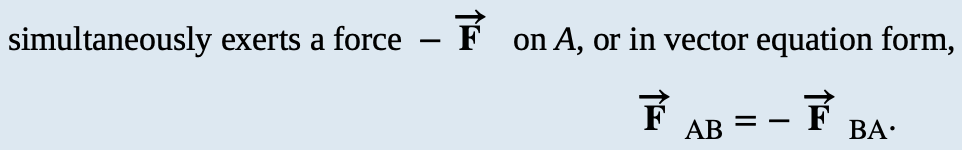 simultaneously exerts a force − F⃗ on A, or in vector equation form,
F⃗ AB = − F⃗ BA.